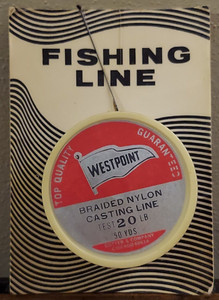 FISHING
LINE
TOP QUALITY
GUARANTEED
WESTPOINT
BRAIDED NYLON
CASTING LINE
TEST 20 LB
50 YDS